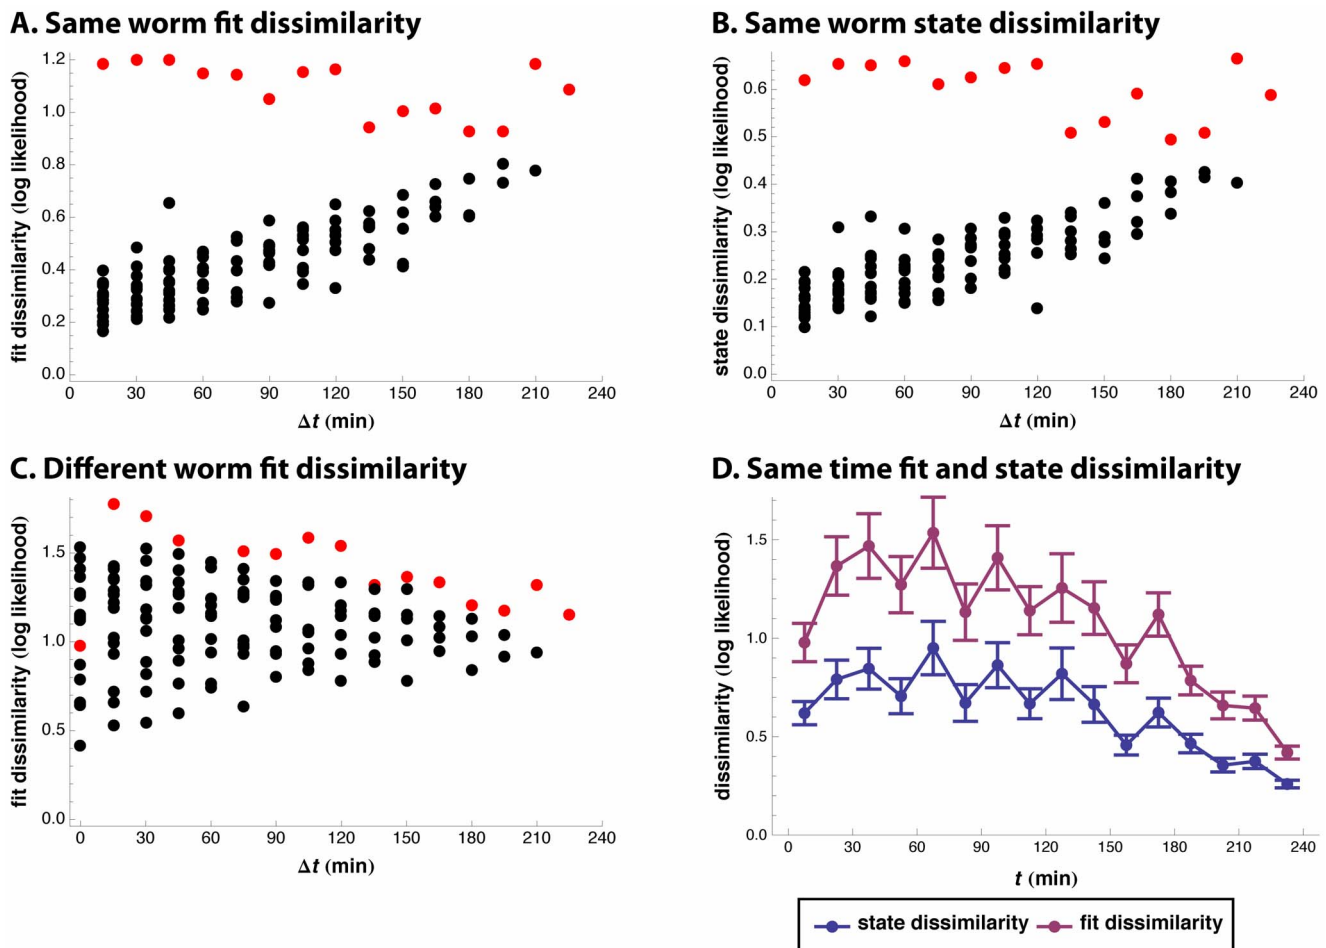 A. Same worm fit dissimilarity
fit dissimilarity (log likelihood)
1.2
1.0
0.8
0.6
0.4
0.2
0.0
0 30 60 90 120 150 180 210 240
Δt (min)
B. Same worm state dissimilarity
state dissimilarity (log likelihood)
0.6
0.5
0.4
0.3
0.2
0.1
0.0
0 30 60 90 120 150 180 210 240
Δt (min)
C. Different worm fit dissimilarity
fit dissimilarity (log likelihood)
1.5
1.0
0.5
0.0
0 30 60 90 120 150 180 210 240
Δt (min)
D. Same time fit and state dissimilarity
dissimilarity (log likelihood)
1.5
1.0
0.5
0.0
0 30 60 90 120 150 180 210 240
t (min)
state dissimilarity fit dissimilarity